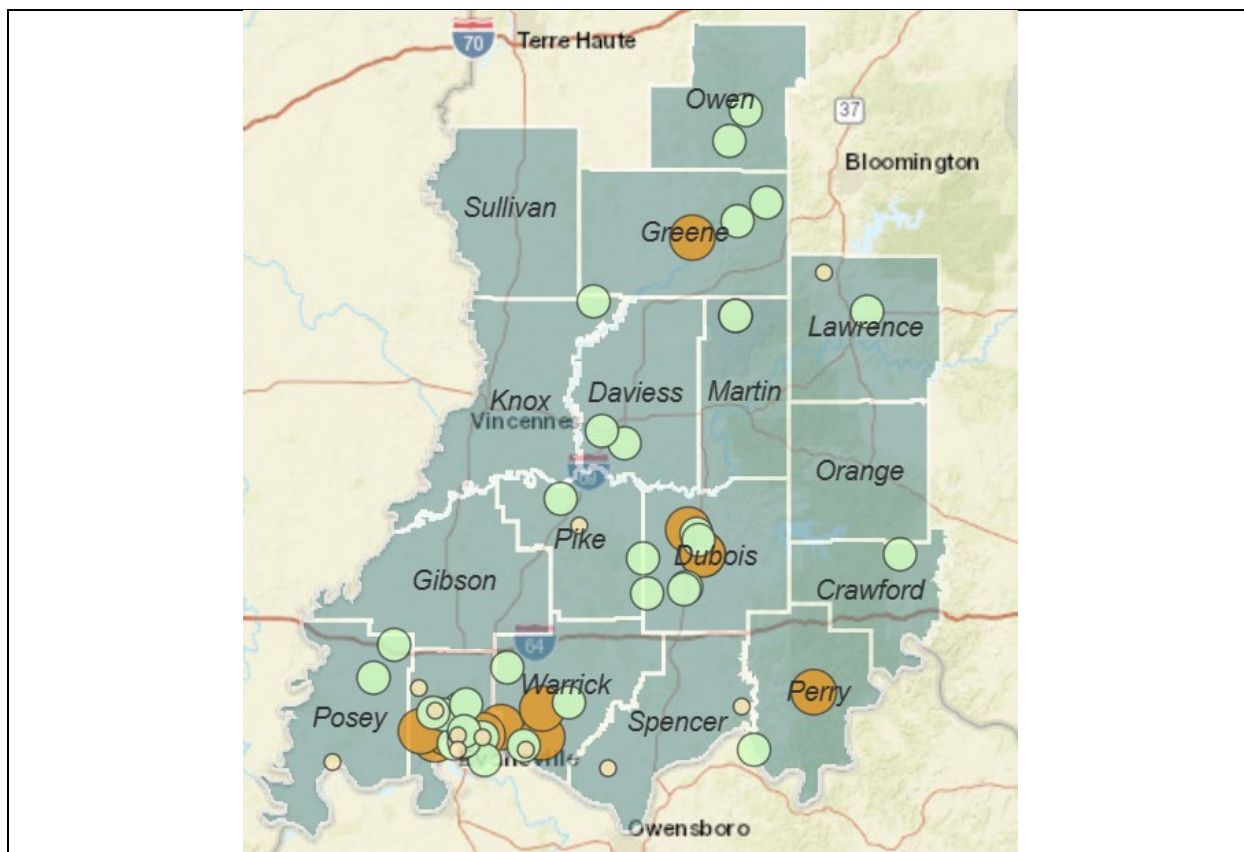 70
Terre Haute
Owen
37
Bloomington
Sullivan
Greene
Lawrence
Knox
Vincennes
Daviess
Martin
69
Orange
Pike
Dubois
Gibson
Crawford
64
Warrick
Perry
Posey
Spencer
Evansville
Owensboro